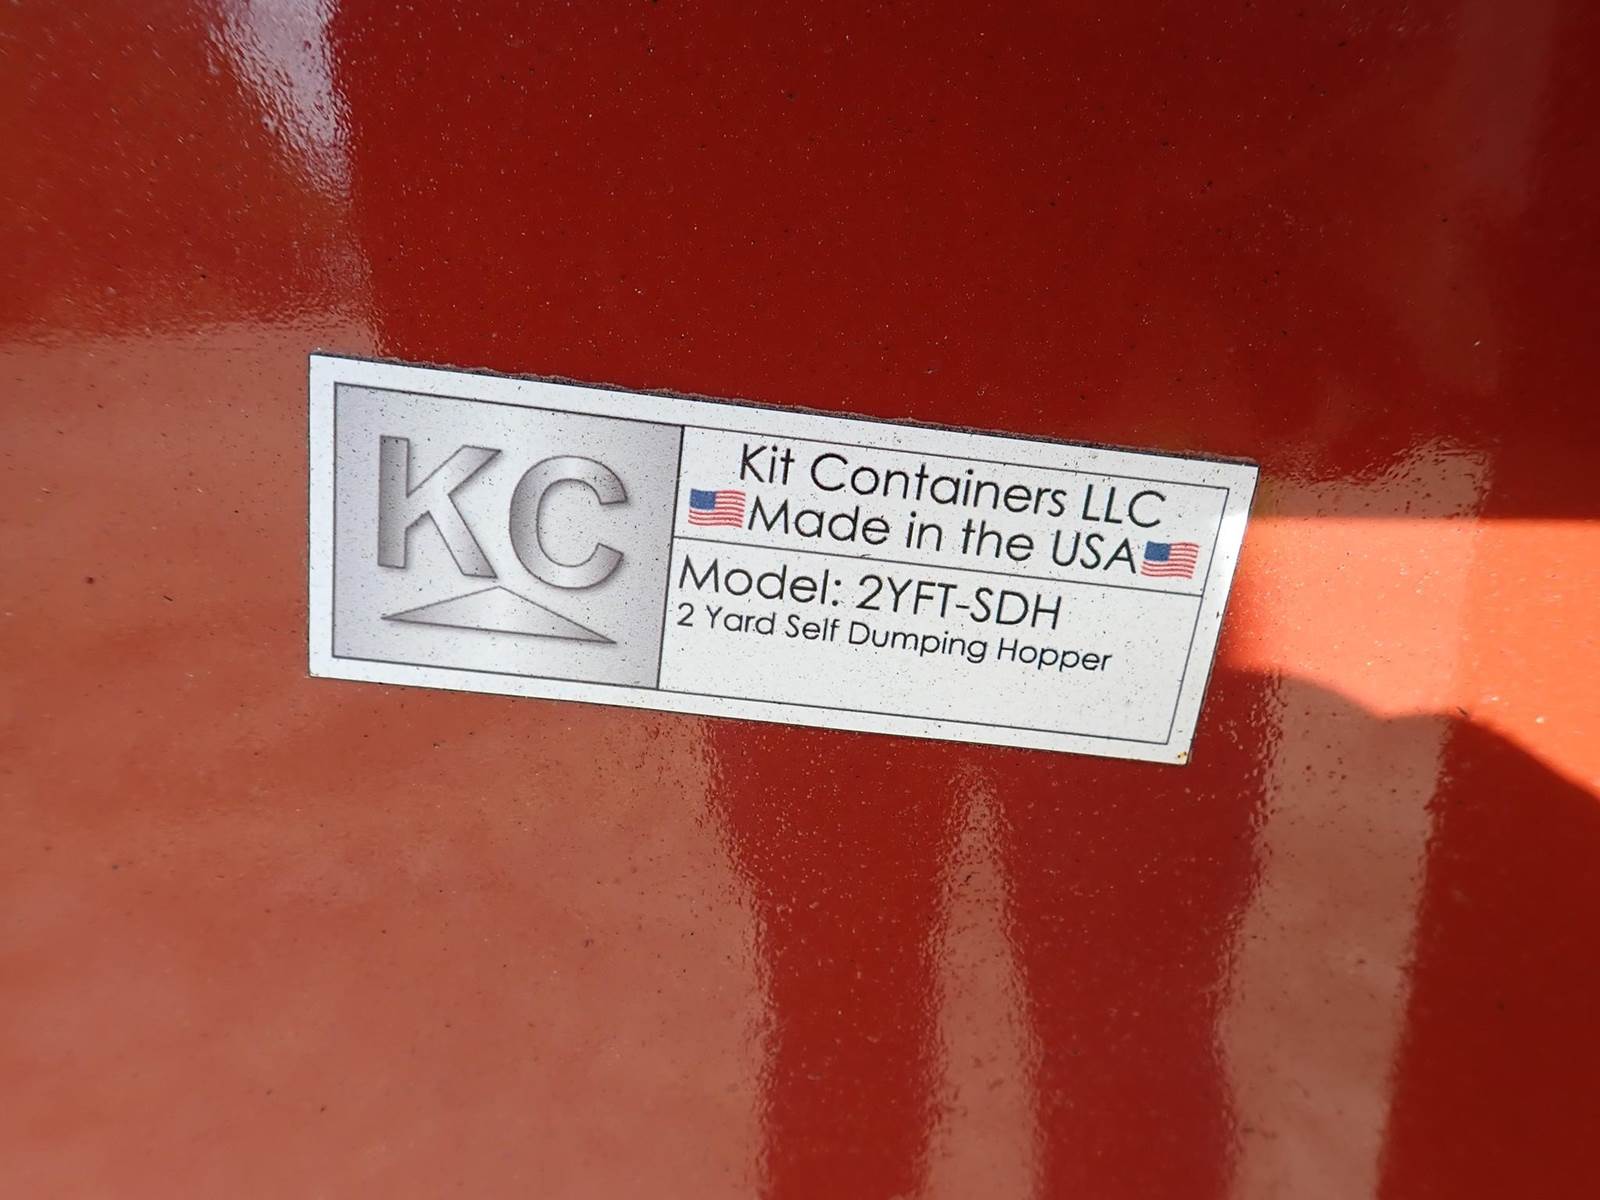 KC
Kit Containers LLC
Made in the USA
Model: 2YFT-SDH
2 Yard Self Dumping Hopper